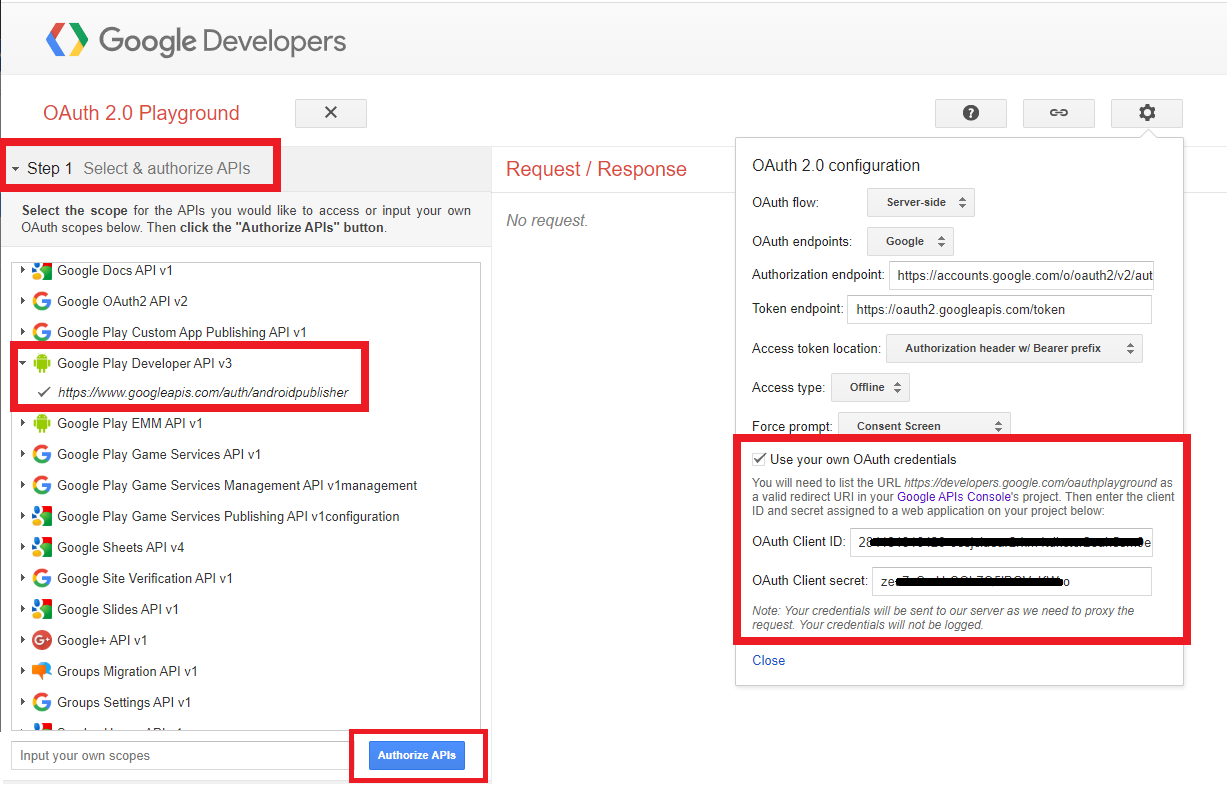 Google Developers
OAuth 2.0 Playground
Step 1 Select & authorize APIs
Select the scope for the APIs you would like to access or input your own
OAuth scopes below. Then click the "Authorize APIs" button.
Google Docs API v1
Google OAuth2 API v2
Google Play Custom App Publishing API v1
Google Play Developer API v3
https://www.googleapis.com/auth/androidpublisher
Google Play EMM API v1
Google Play Game Services API v1
Google Play Game Services Management API v1management
Google Play Game Services Publishing API v1configuration
Google Sheets API v4
Google Site Verification API v1
Google Slides API v1
Google+ API v1
Groups Migration API v1
Groups Settings API v1
Input your own scopes
Authorize APIs
Request / Response
No request.
OAuth 2.0 configuration
OAuth flow: Server-side
OAuth endpoints: Google
Authorization endpoint: https://accounts.google.com/o/oauth2/v2/aut
Token endpoint: https://oauth2.googleapis.com/token
Access token location: Authorization header w/ Bearer prefix
Access type: Offline
Force prompt: Consent Screen
Use your own OAuth credentials
You will need to list the URL https://developers.google.com/oauthplayground as
a valid redirect URI in your Google APIs Console's project. Then enter the client
ID and secret assigned to a web application on your project below:
OAuth Client ID:
OAuth Client secret:
Note: Your credentials will be sent to our server as we need to proxy the
request. Your credentials will not be logged.
Close